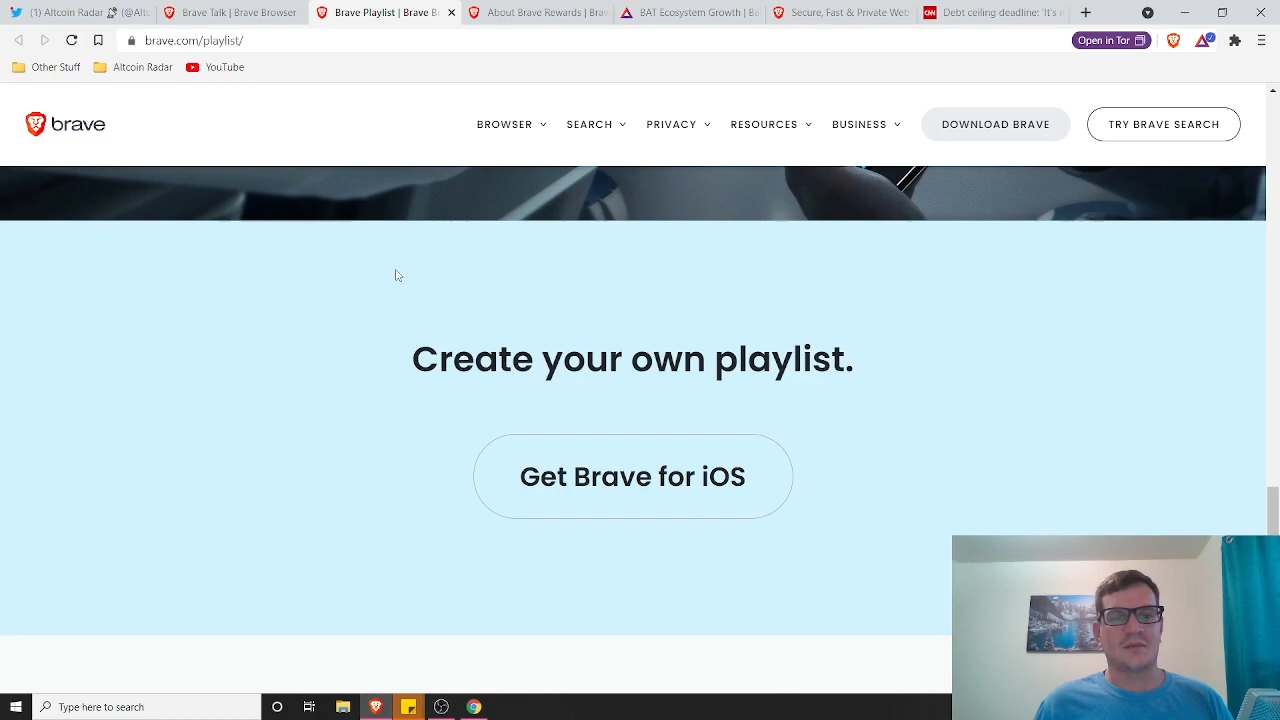 (1) Altcoin Radar
(@Altc
Brave Talk | Brave Browser
Brave Playlist | Brave B
About Brave Rewards | Brav
BAT Ecosystem Growth | Ba
Secure, Fast & Private Web
CNN
Debt ceiling deadline: 'It's n
brave.com/playlist/
Open in Tor
Other Stuff
Altcoin Radar
YouTube
brave
BROWSER
SEARCH
PRIVACY
RESOURCES
BUSINESS
DOWNLOAD BRAVE
TRY BRAVE SEARCH
Create your own playlist.
Get Brave for iOS
Type here to search